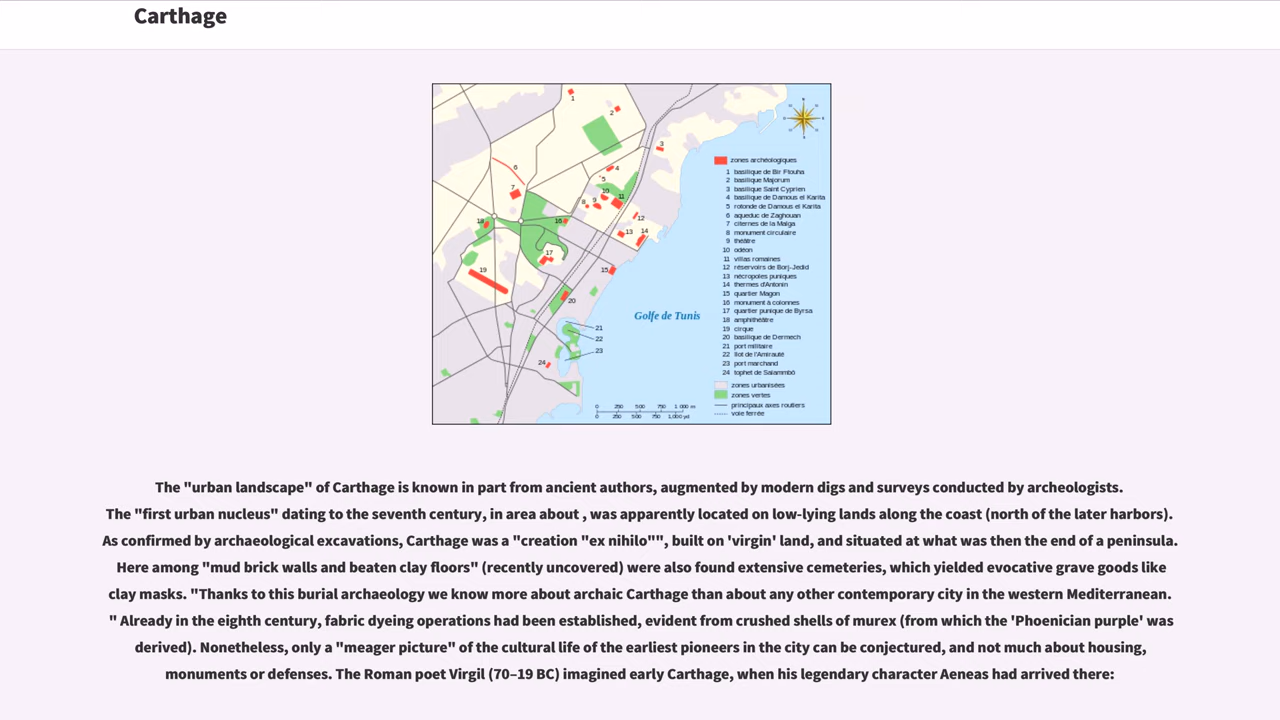 Carthage
1
2
3
4
5
6
7
8
9
10
11
12
13
14
15
16
17
18
19
20
21
22
23
24
Golfe de Tunis
zones archéologiques
1 basilique de Bir Ftouha
2 basilique Majorum
3 basilique Saint Cyprien
4 basilique de Damous el Karita
5 rotonde de Damous el Karita
6 aqueduc de Zaghouan
7 citernes de la Malga
8 monument circulaire
9 théâtre
10 odéon
11 villas romaines
12 réservoirs de Borj-Jedid
13 nécropoles puniques
14 thermes d'Antonin
15 quartier Magon
16 monument à colonnes
17 quartier punique de Byrsa
18 amphithéâtre
19 cirque
20 basilique de Dermech
21 port militaire
22 îlot de l'Amirauté
23 port marchand
24 tophet de Salammbô
zones urbanisées
zones vertes
principaux axes routiers
voie ferrée
0 250 500 750 1 000 m
0 250 500 750 1,000 yd
The "urban landscape" of Carthage is known in part from ancient authors, augmented by modern digs and surveys conducted by archeologists.
The "first urban nucleus" dating to the seventh century, in area about , was apparently located on low-lying lands along the coast (north of the later harbors).
As confirmed by archaeological excavations, Carthage was a "creation "ex nihilo"", built on 'virgin' land, and situated at what was then the end of a peninsula.
Here among "mud brick walls and beaten clay floors" (recently uncovered) were also found extensive cemeteries, which yielded evocative grave goods like
clay masks. "Thanks to this burial archaeology we know more about archaic Carthage than about any other contemporary city in the western Mediterranean.
" Already in the eighth century, fabric dyeing operations had been established, evident from crushed shells of murex (from which the 'Phoenician purple' was
derived). Nonetheless, only a "meager picture" of the cultural life of the earliest pioneers in the city can be conjectured, and not much about housing,
monuments or defenses. The Roman poet Virgil (70–19 BC) imagined early Carthage, when his legendary character Aeneas had arrived there: